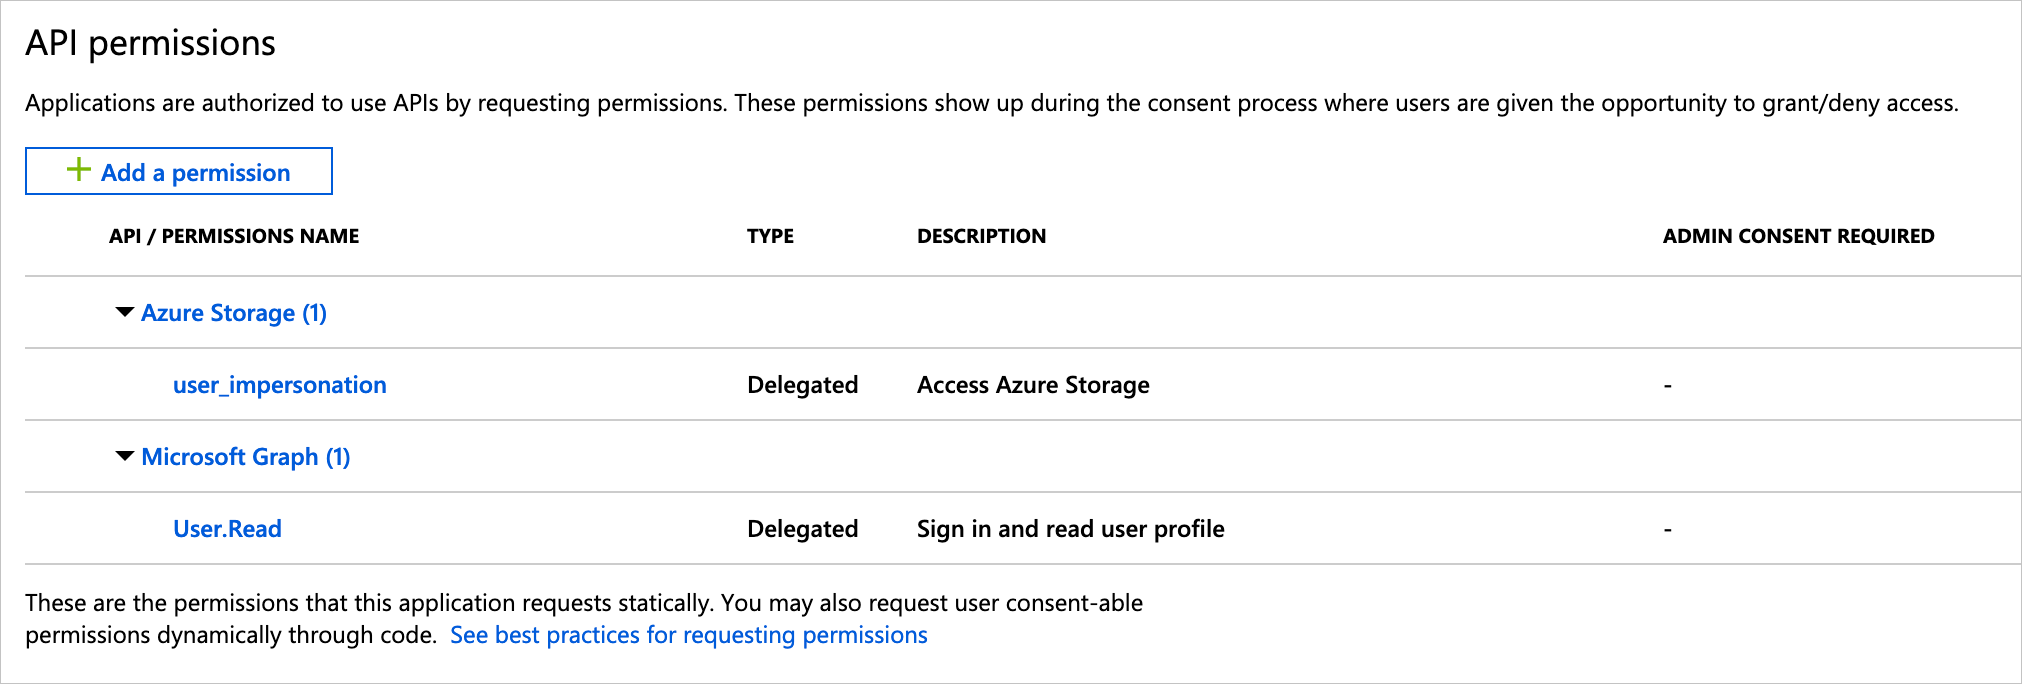 API permissions
Applications are authorized to use APIs by requesting permissions. These permissions show up during the consent process where users are given the opportunity to grant/deny access.
Add a permission
API / PERMISSIONS NAME TYPE DESCRIPTION ADMIN CONSENT REQUIRED
Azure Storage (1)
user_impersonation Delegated Access Azure Storage -
Microsoft Graph (1)
User.Read Delegated Sign in and read user profile -
These are the permissions that this application requests statically. You may also request user consent-able
permissions dynamically through code. See best practices for requesting permissions